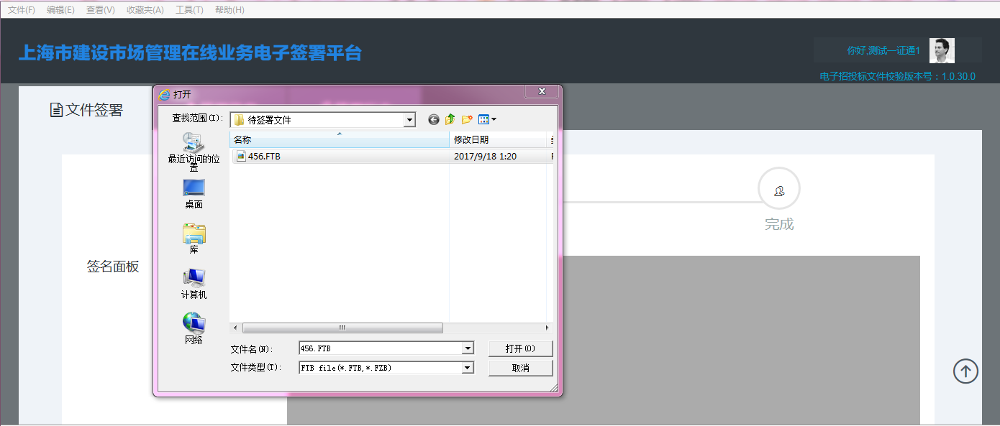 文件(F) 编辑(E) 查看(V) 收藏夹(A) 工具(T) 帮助(H)
上海市建设市场管理在线业务电子签署平台
你好,测试一证通1
电子招投标文件校验版本号：1.0.30.0
文件签署
打开
查找范围(I):
待签署文件
名称
修改日期
456.FTB
2017/9/18 1:20
最近访问的位
置
桌面
库
计算机
网络
文件名(N):
456.FTB
打开(O)
文件类型(T):
FTB file(*.FTB,*.FZB)
取消
完成
签名面板